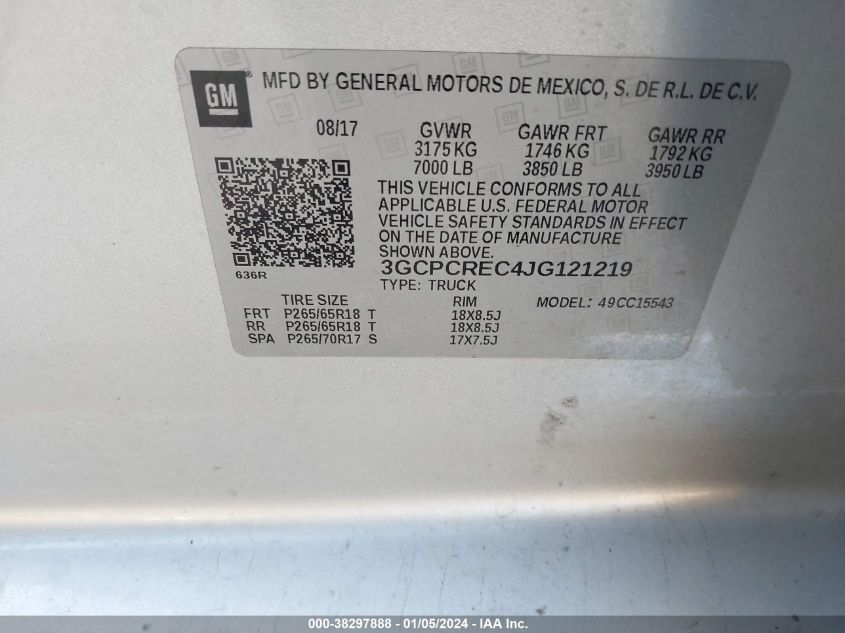 GM ® MFD BY GENERAL MOTORS DE MEXICO, S. DE R.L. DE C.V.
08/17 GVWR GAWR FRT GAWR RR
3175 KG 1746 KG 1792 KG
7000 LB 3850 LB 3950 LB
THIS VEHICLE CONFORMS TO ALL
APPLICABLE U.S. FEDERAL MOTOR
VEHICLE SAFETY STANDARDS IN EFFECT
ON THE DATE OF MANUFACTURE
SHOWN ABOVE.
636R 3GCPCREC4JG121219
TYPE: TRUCK
TIRE SIZE RIM MODEL: 49CC15543
FRT P265/65R18 T 18X8.5J
RR P265/65R18 T 18X8.5J
SPA P265/70R17 S 17X7.5J
000-38297888 - 01/05/2024 - IAA Inc.